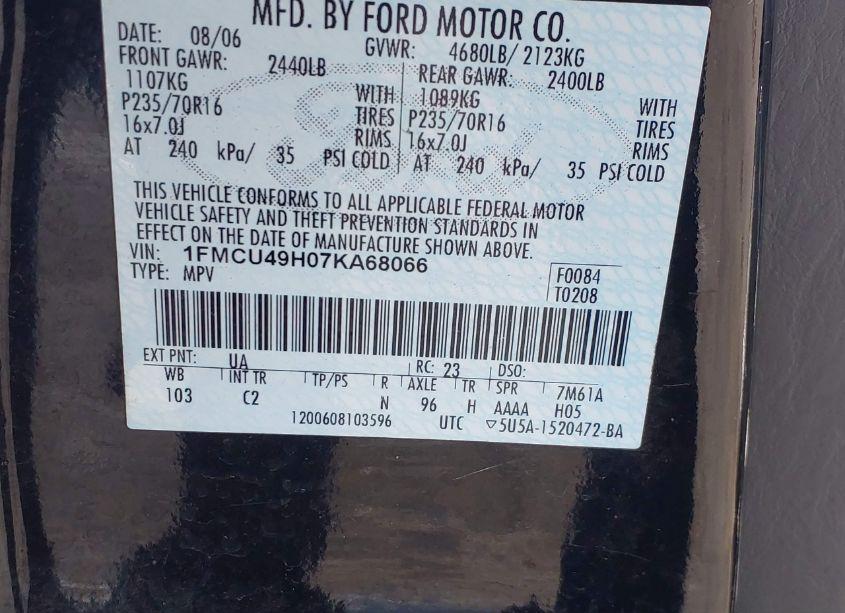 MFD. BY FORD MOTOR CO.
DATE: 08/06 GVWR: 4680LB/ 2123KG
FRONT GAWR: 2440LB REAR GAWR: 2400LB
1107KG WITH 1089KG WITH
P235/70R16 TIRES P235/70R16 TIRES
16x7.0J RIMS 16x7.0J RIMS
AT 240 kPa/ 35 PSI COLD AT 240 kPa/ 35 PSI COLD
THIS VEHICLE CONFORMS TO ALL APPLICABLE FEDERAL MOTOR
VEHICLE SAFETY AND THEFT PREVENTION STANDARDS IN
EFFECT ON THE DATE OF MANUFACTURE SHOWN ABOVE.
VIN: 1FMCU49H07KA68066 F0084
TYPE: MPV T0208
EXT PNT: UA RC: 23 DSO:
WB INT TR TP/PS R AXLE TR SPR 7M61A
103 C2 N 96 H AAAA H05
1200608103596 UTC ▽5U5A-1520472-BA